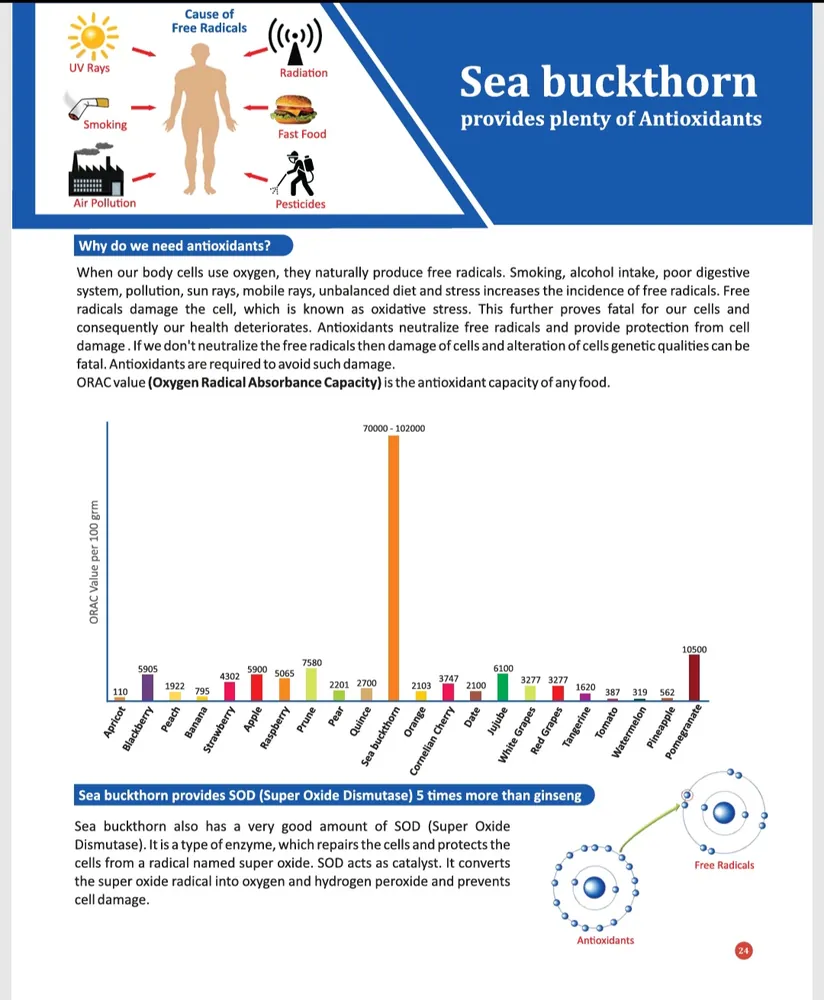 Cause of
Free Radicals
UV Rays
Radiation
Smoking
Fast Food
Air Pollution
Pesticides
Sea buckthorn
provides plenty of Antioxidants
Why do we need antioxidants?
When our body cells use oxygen, they naturally produce free radicals. Smoking, alcohol intake, poor digestive
system, pollution, sun rays, mobile rays, unbalanced diet and stress increases the incidence of free radicals. Free
radicals damage the cell, which is known as oxidative stress. This further proves fatal for our cells and
consequently our health deteriorates. Antioxidants neutralize free radicals and provide protection from cell
damage . If we don't neutralize the free radicals then damage of cells and alteration of cells genetic qualities can be
fatal. Antioxidants are required to avoid such damage.
ORAC value (Oxygen Radical Absorbance Capacity) is the antioxidant capacity of any food.
ORAC Value per 100 grm
110
5905
1922
795
4302
5900
5065
7580
2201
2700
70000 - 102000
2103
3747
2100
6100
3277
3277
1620
387
319
562
10500
Apricot
Blackberry
Peach
Banana
Strawberry
Apple
Raspberry
Prune
Pear
Quince
Sea buckthorn
Orange
Cornelian Cherry
Date
Jujube
White Grapes
Red Grapes
Tangerine
Tomato
Watermelon
Pineapple
Pomegranate
Sea buckthorn provides SOD (Super Oxide Dismutase) 5 times more than ginseng
Sea buckthorn also has a very good amount of SOD (Super Oxide
Dismutase). It is a type of enzyme, which repairs the cells and protects the
cells from a radical named super oxide. SOD acts as catalyst. It converts
the super oxide radical into oxygen and hydrogen peroxide and prevents
cell damage.
Free Radicals
Antioxidants
24